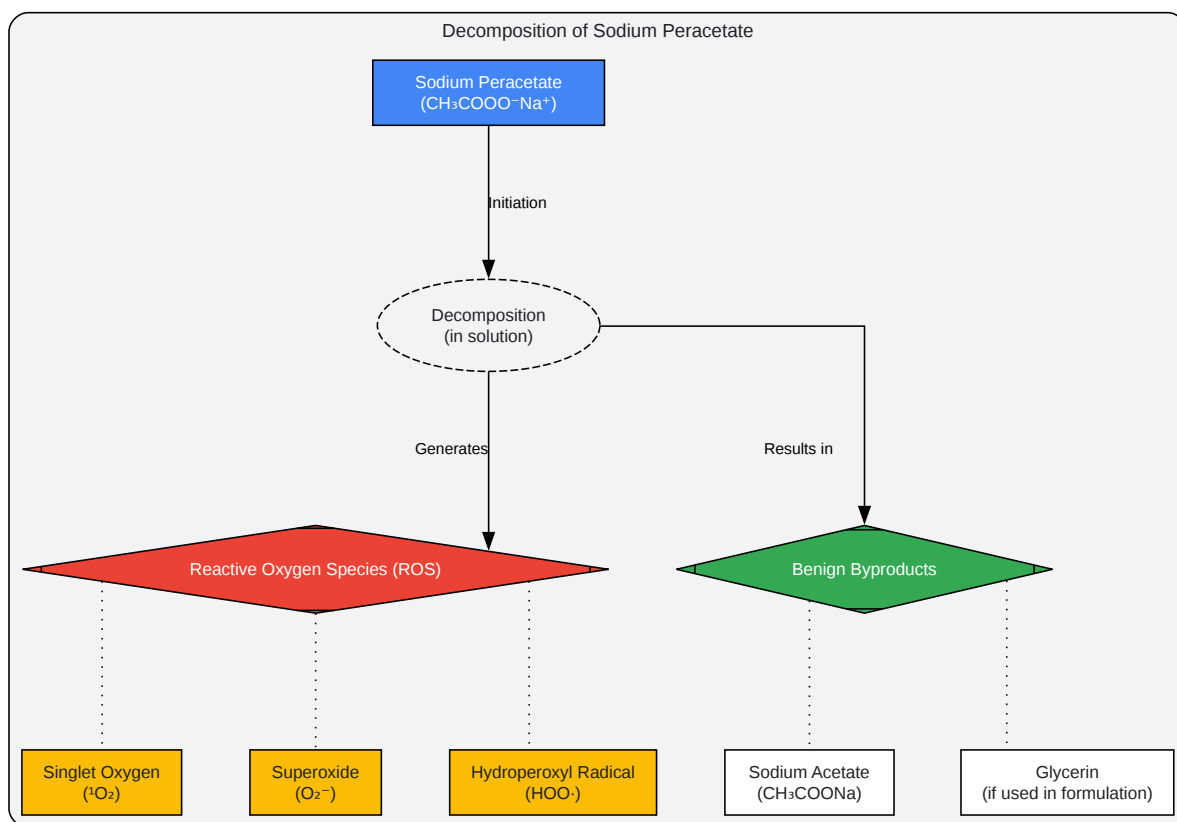 Decomposition of Sodium Peracetate
Sodium Peracetate
(CH₃COOO⁻Na⁺)
Initiation
Decomposition
(in solution)
Generates
Results in
Reactive Oxygen Species (ROS)
Benign Byproducts
Singlet Oxygen
(¹O₂)
Superoxide
(O₂⁻)
Hydroperoxyl Radical
(HOO·)
Sodium Acetate
(CH₃COONa)
Glycerin
(if used in formulation)